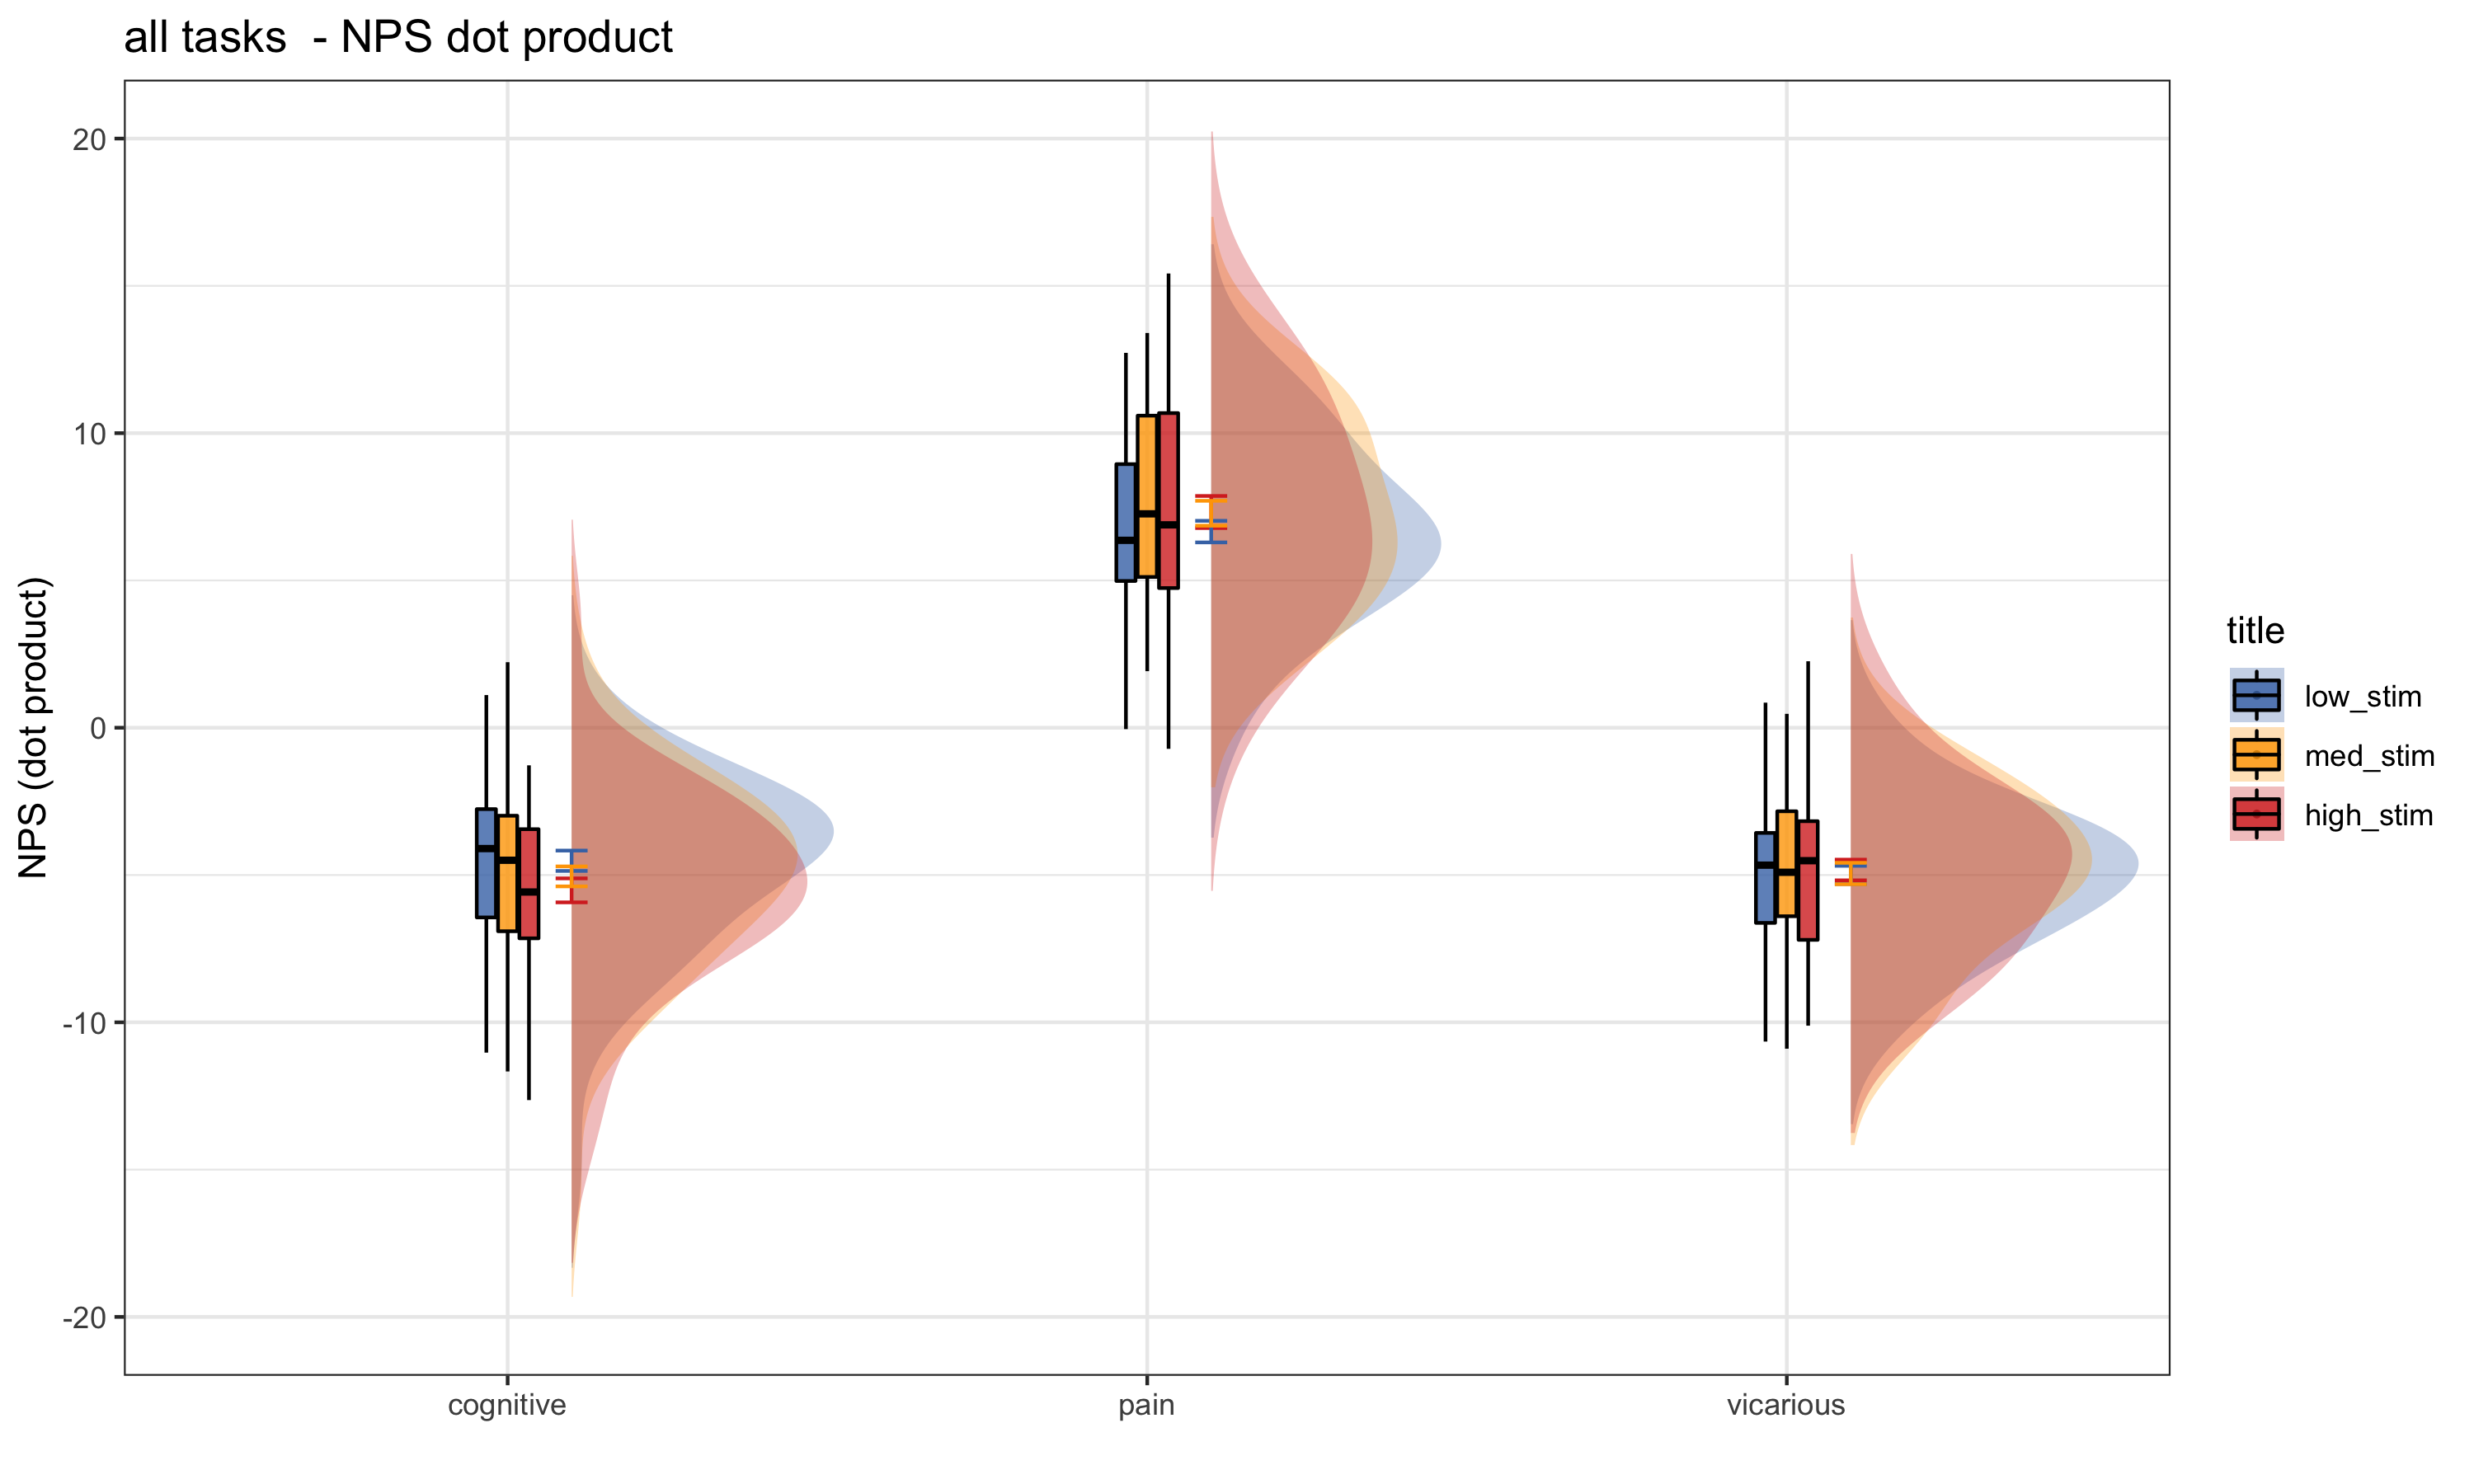 all tasks  - NPS dot product
NPS (dot product)
20
10
0
-10
-20
cognitive
pain
vicarious
title
low_stim
med_stim
high_stim